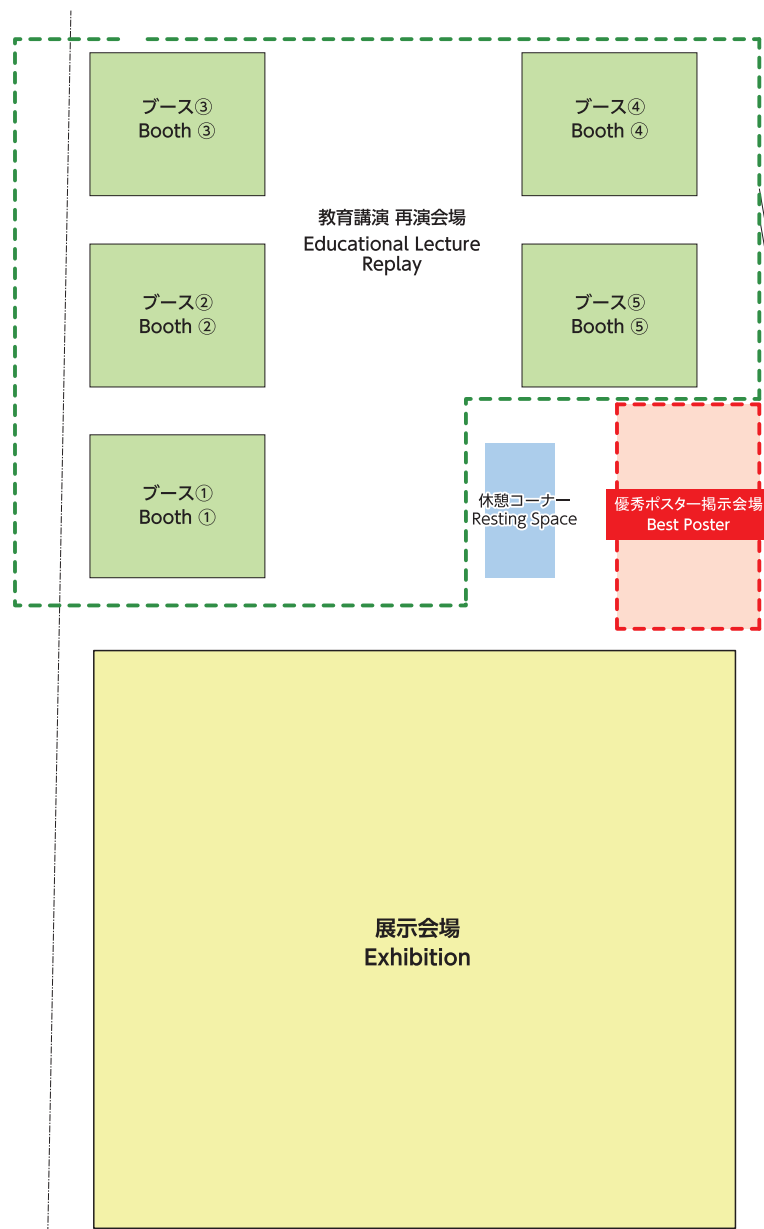 ブース③
Booth ③
ブース④
Booth ④
教育講演 再演会場
Educational Lecture
Replay
ブース②
Booth ②
ブース⑤
Booth ⑤
ブース①
Booth ①
休憩コーナー
Resting Space
優秀ポスター掲示会場
Best Poster
展示会場
Exhibition